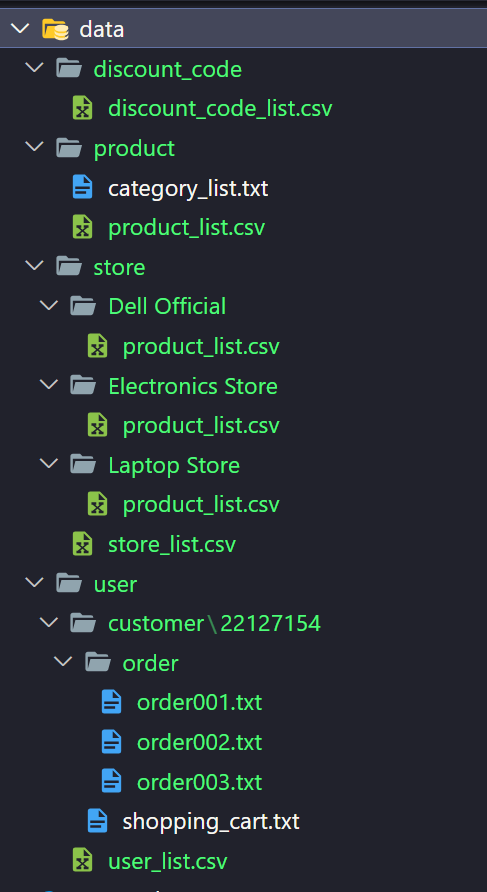 data
discount_code
discount_code_list.csv
product
category_list.txt
product_list.csv
store
Dell Official
product_list.csv
Electronics Store
product_list.csv
Laptop Store
product_list.csv
store_list.csv
user
customer\22127154
order
order001.txt
order002.txt
order003.txt
shopping_cart.txt
user_list.csv